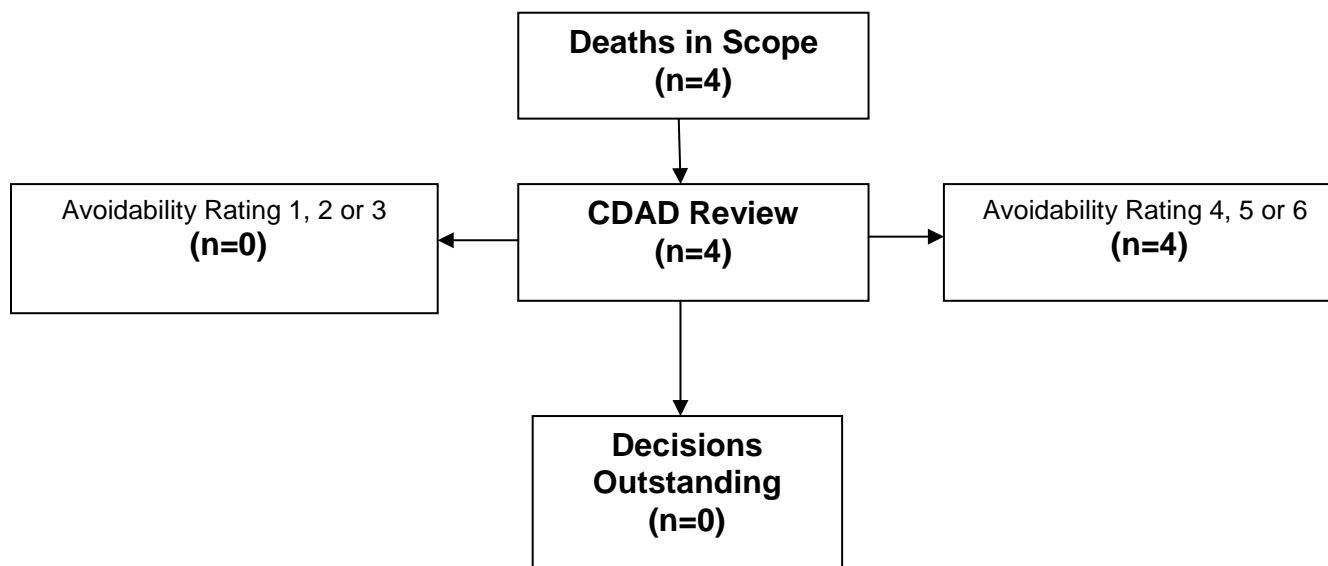 Deaths in Scope
(n=4)
Avoidability Rating 1, 2 or 3
(n=0)
CDAD Review
(n=4)
Avoidability Rating 4, 5 or 6
(n=4)
Decisions
Outstanding
(n=0)